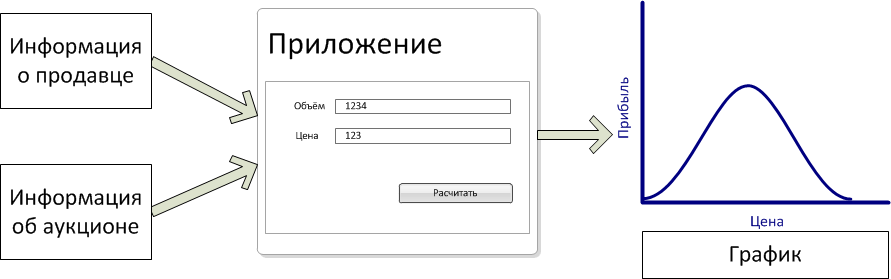 Информация
о продавце
Информация
об аукционе
Приложение
Объём 1234
Цена 123
Расчитать
Прибыль
Цена
График